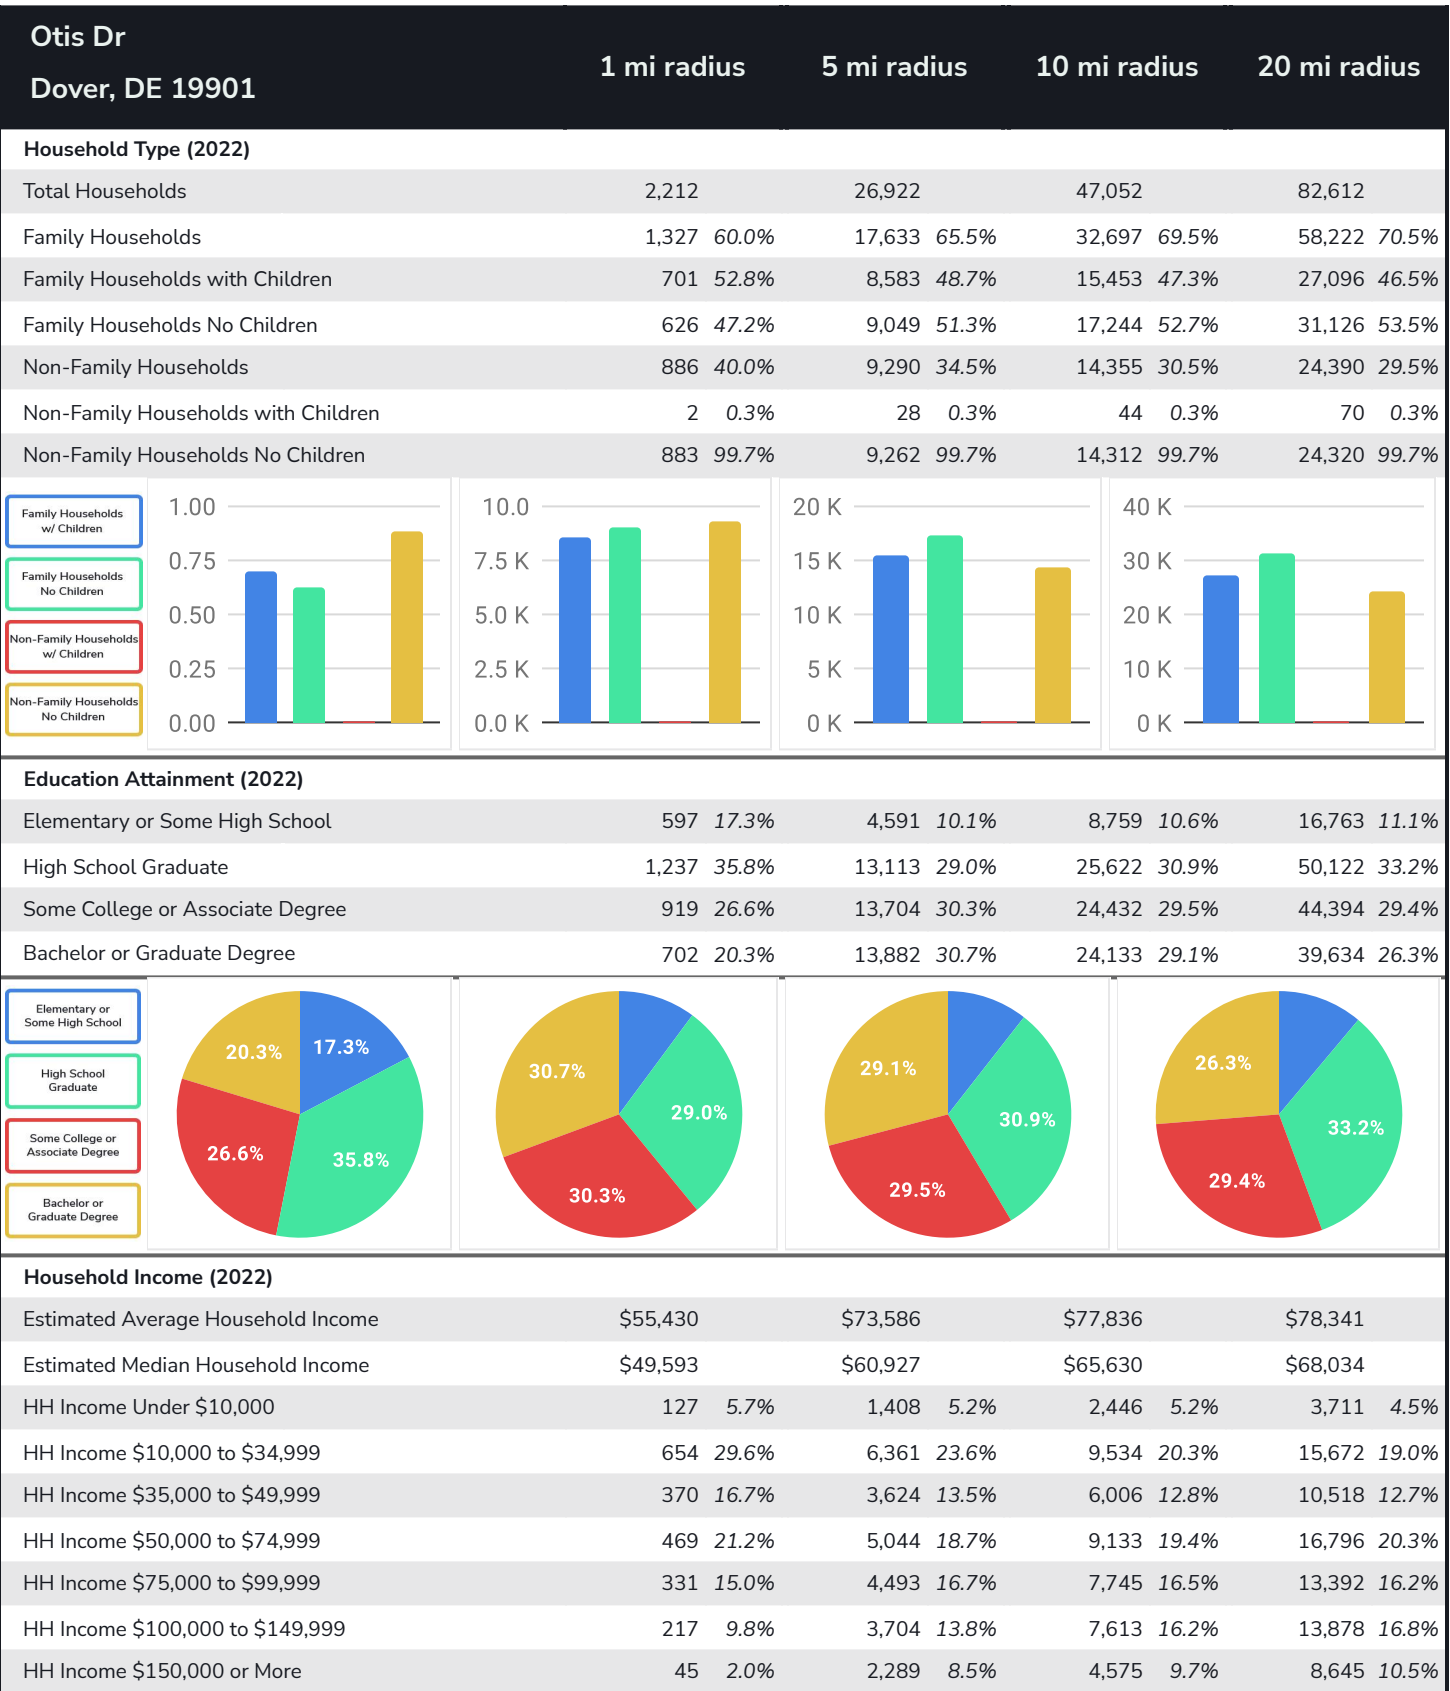 Otis Dr
Dover, DE 19901
1 mi radius 5 mi radius 10 mi radius 20 mi radius
Household Type (2022)
Total Households 2,212 26,922 47,052 82,612
Family Households 1,327 60.0% 17,633 65.5% 32,697 69.5% 58,222 70.5%
Family Households with Children 701 52.8% 8,583 48.7% 15,453 47.3% 27,096 46.5%
Family Households No Children 626 47.2% 9,049 51.3% 17,244 52.7% 31,126 53.5%
Non-Family Households 886 40.0% 9,290 34.5% 14,355 30.5% 24,390 29.5%
Non-Family Households with Children 2 0.3% 28 0.3% 44 0.3% 70 0.3%
Non-Family Households No Children 883 99.7% 9,262 99.7% 14,312 99.7% 24,320 99.7%
Family Households
w/ Children
Family Households
No Children
Non-Family Households
w/ Children
Non-Family Households
No Children
1.00
0.75
0.50
0.25
0.00
10.0
7.5 K
5.0 K
2.5 K
0.0 K
20 K
15 K
10 K
5 K
0 K
40 K
30 K
20 K
10 K
0 K
Education Attainment (2022)
Elementary or Some High School 597 17.3% 4,591 10.1% 8,759 10.6% 16,763 11.1%
High School Graduate 1,237 35.8% 13,113 29.0% 25,622 30.9% 50,122 33.2%
Some College or Associate Degree 919 26.6% 13,704 30.3% 24,432 29.5% 44,394 29.4%
Bachelor or Graduate Degree 702 20.3% 13,882 30.7% 24,133 29.1% 39,634 26.3%
Elementary or
Some High School
High School
Graduate
Some College or
Associate Degree
Bachelor or
Graduate Degree
20.3% 17.3%
26.6% 35.8%
30.7% 29.0%
30.3%
29.1% 30.9%
29.5%
26.3% 33.2%
29.4%
Household Income (2022)
Estimated Average Household Income $55,430 $73,586 $77,836 $78,341
Estimated Median Household Income $49,593 $60,927 $65,630 $68,034
HH Income Under $10,000 127 5.7% 1,408 5.2% 2,446 5.2% 3,711 4.5%
HH Income $10,000 to $34,999 654 29.6% 6,361 23.6% 9,534 20.3% 15,672 19.0%
HH Income $35,000 to $49,999 370 16.7% 3,624 13.5% 6,006 12.8% 10,518 12.7%
HH Income $50,000 to $74,999 469 21.2% 5,044 18.7% 9,133 19.4% 16,796 20.3%
HH Income $75,000 to $99,999 331 15.0% 4,493 16.7% 7,745 16.5% 13,392 16.2%
HH Income $100,000 to $149,999 217 9.8% 3,704 13.8% 7,613 16.2% 13,878 16.8%
HH Income $150,000 or More 45 2.0% 2,289 8.5% 4,575 9.7% 8,645 10.5%